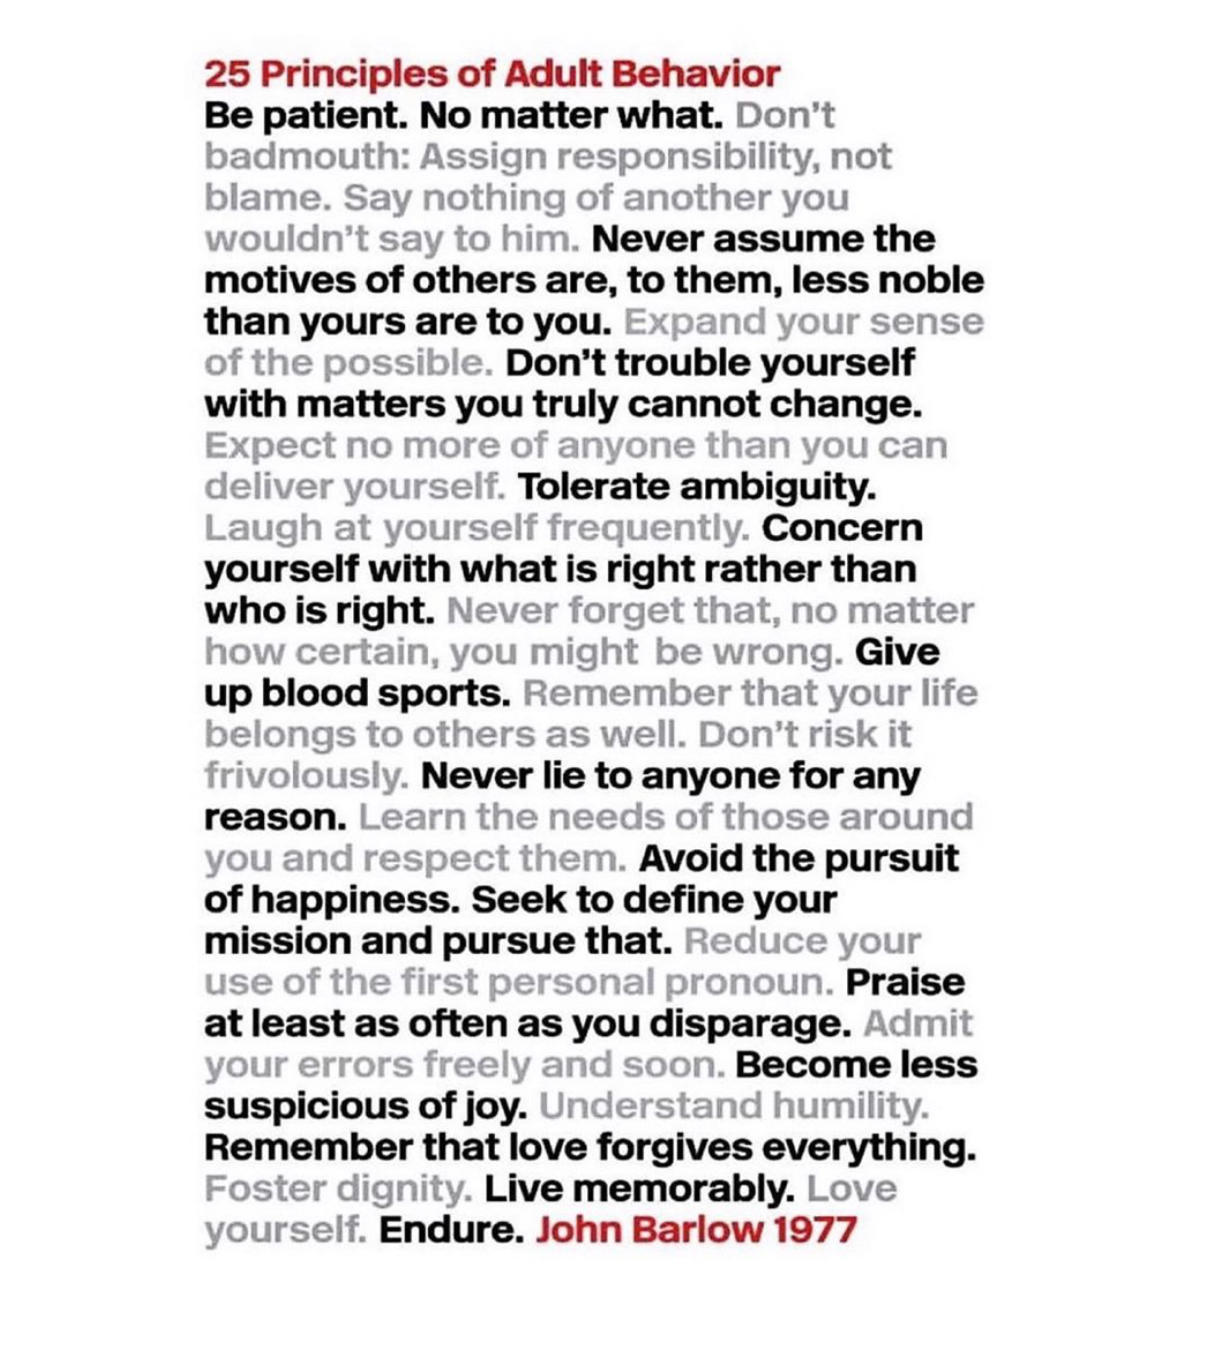 25 Principles of Adult Behavior
Be patient. No matter what. Don't
badmouth: Assign responsibility, not
blame. Say nothing of another you
wouldn't say to him. Never assume the
motives of others are, to them, less noble
than yours are to you. Expand your sense
of the possible. Don't trouble yourself
with matters you truly cannot change.
Expect no more of anyone than you can
deliver yourself. Tolerate ambiguity.
Laugh at yourself frequently. Concern
yourself with what is right rather than
who is right. Never forget that, no matter
how certain, you might be wrong. Give
up blood sports. Remember that your life
belongs to others as well. Don't risk it
frivolously. Never lie to anyone for any
reason. Learn the needs of those around
you and respect them. Avoid the pursuit
of happiness. Seek to define your
mission and pursue that. Reduce your
use of the first personal pronoun. Praise
at least as often as you disparage. Admit
your errors freely and soon. Become less
suspicious of joy. Understand humility.
Remember that love forgives everything.
Foster dignity. Live memorably. Love
yourself. Endure. John Barlow 1977